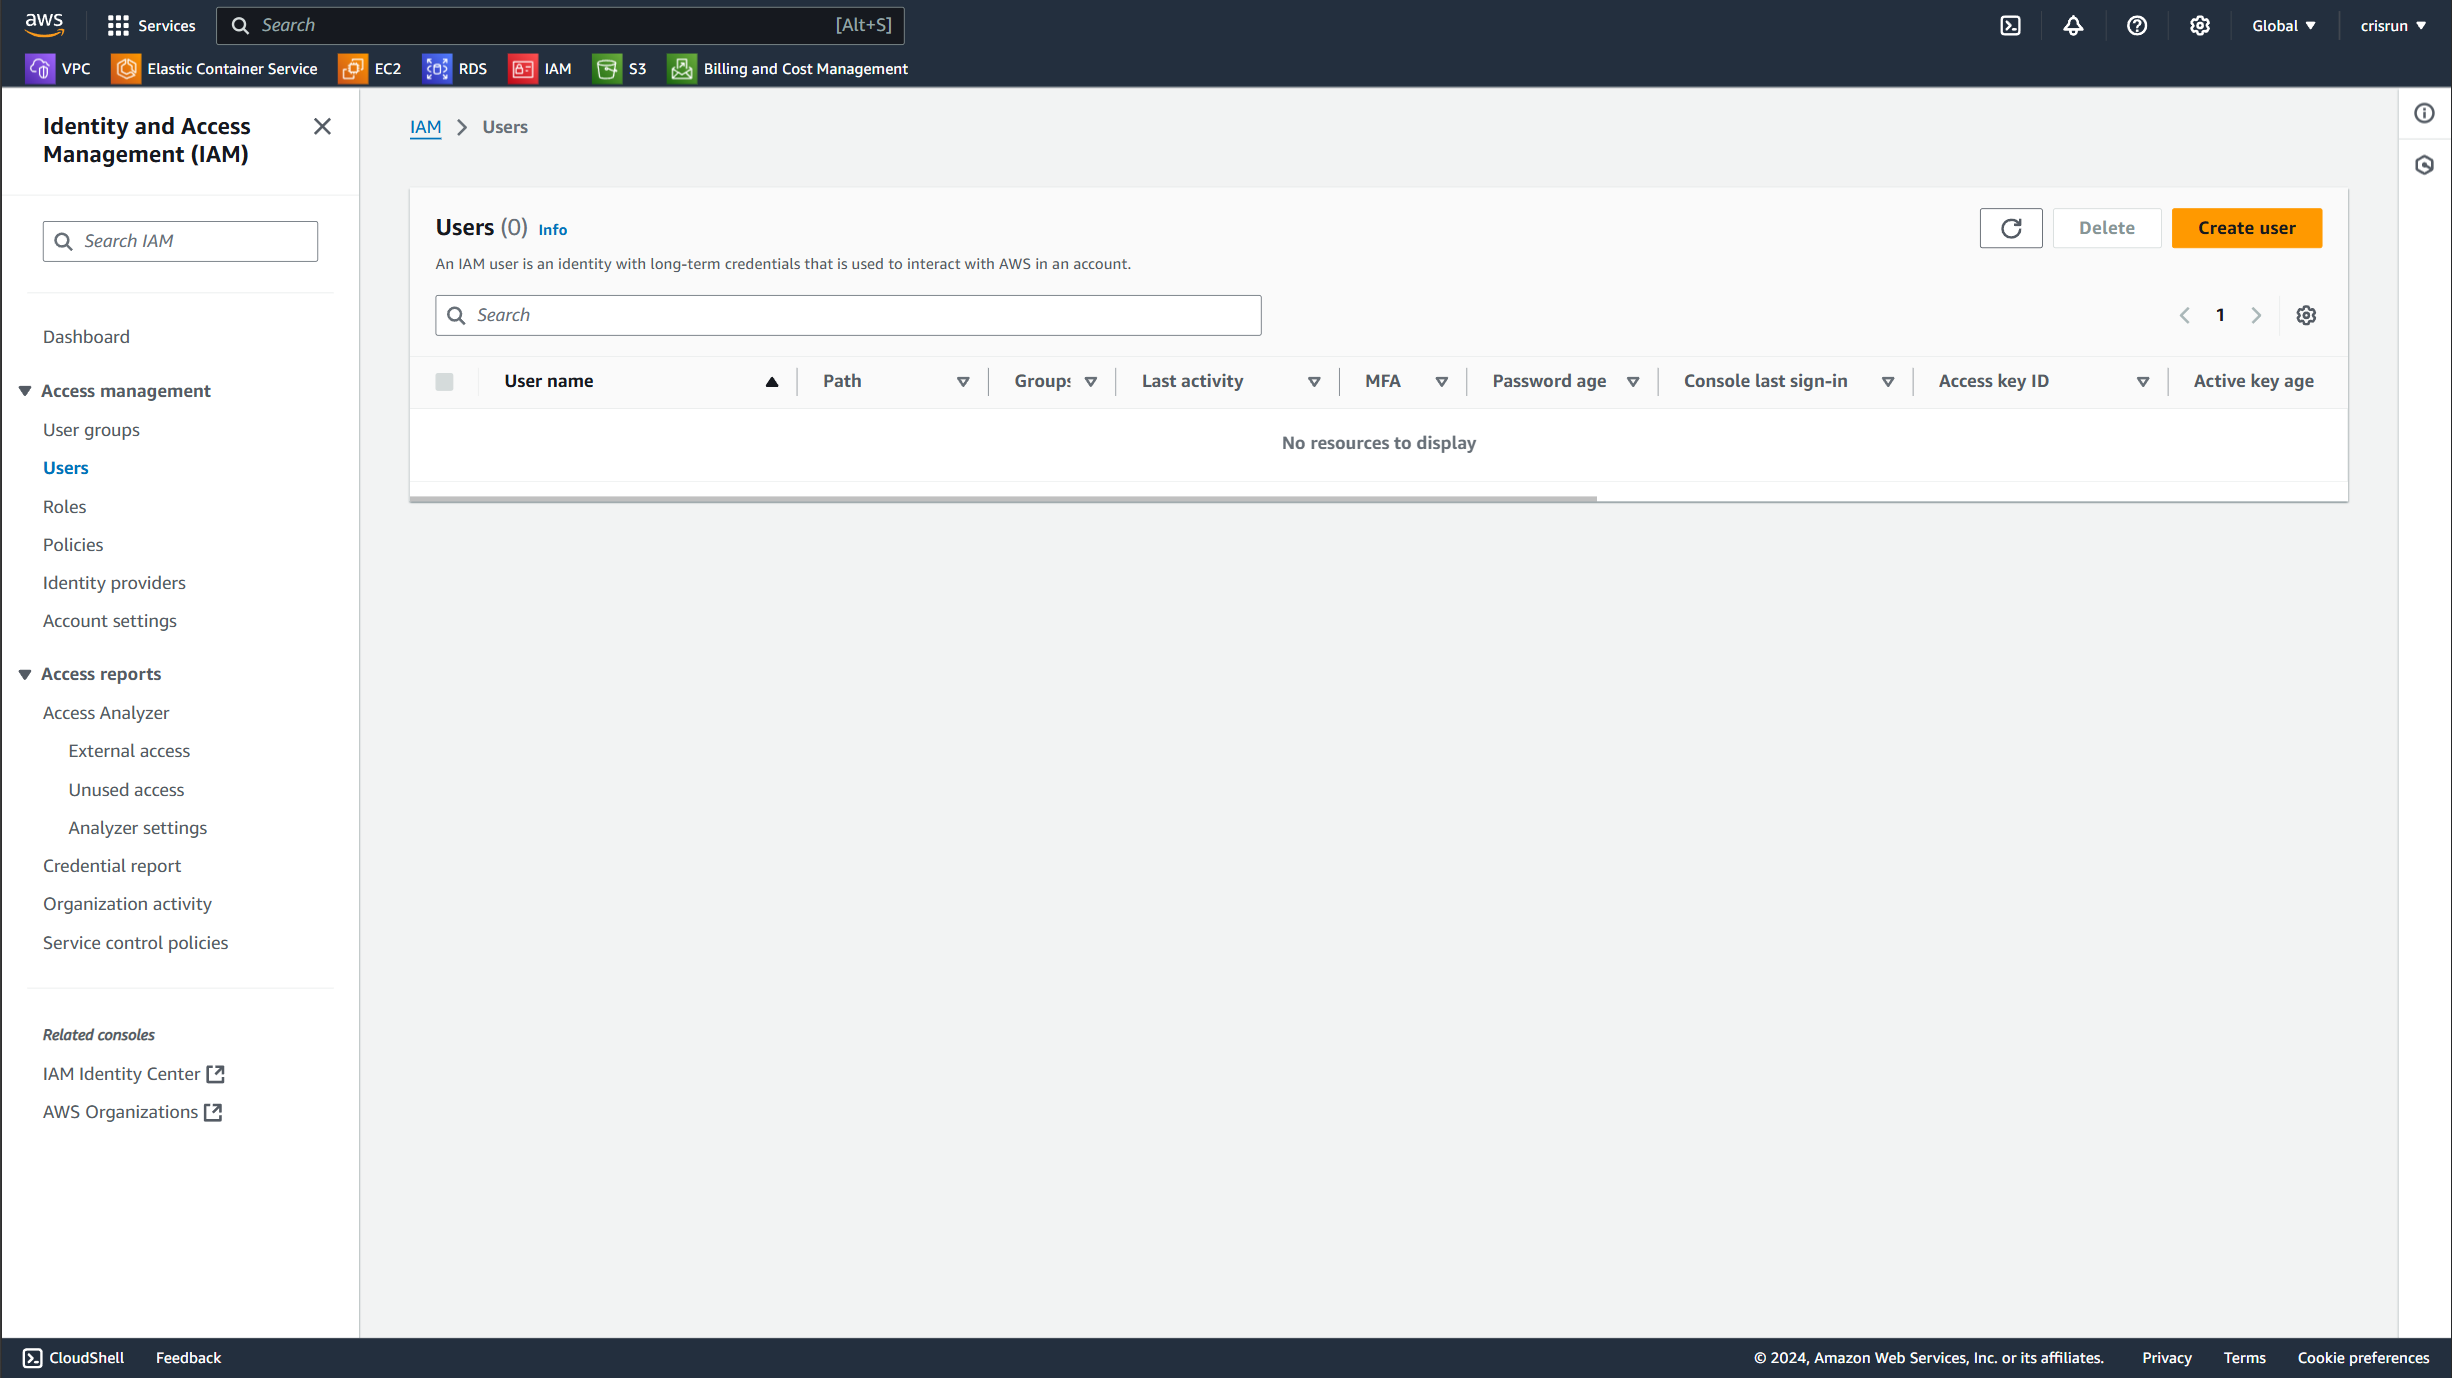 aws
Services
Search
[Alt+S]
Global
crisrun
VPC
Elastic Container Service
EC2
RDS
IAM
S3
Billing and Cost Management
Identity and Access
Management (IAM)
Search IAM
Dashboard
Access management
User groups
Users
Roles
Policies
Identity providers
Account settings
Access reports
Access Analyzer
External access
Unused access
Analyzer settings
Credential report
Organization activity
Service control policies
Related consoles
IAM Identity Center
AWS Organizations
IAM > Users
Users (0) Info
An IAM user is an identity with long-term credentials that is used to interact with AWS in an account.
Delete
Create user
Search
1
User name
Path
Groups
Last activity
MFA
Password age
Console last sign-in
Access key ID
Active key age
No resources to display
CloudShell
Feedback
© 2024, Amazon Web Services, Inc. or its affiliates.
Privacy
Terms
Cookie preferences